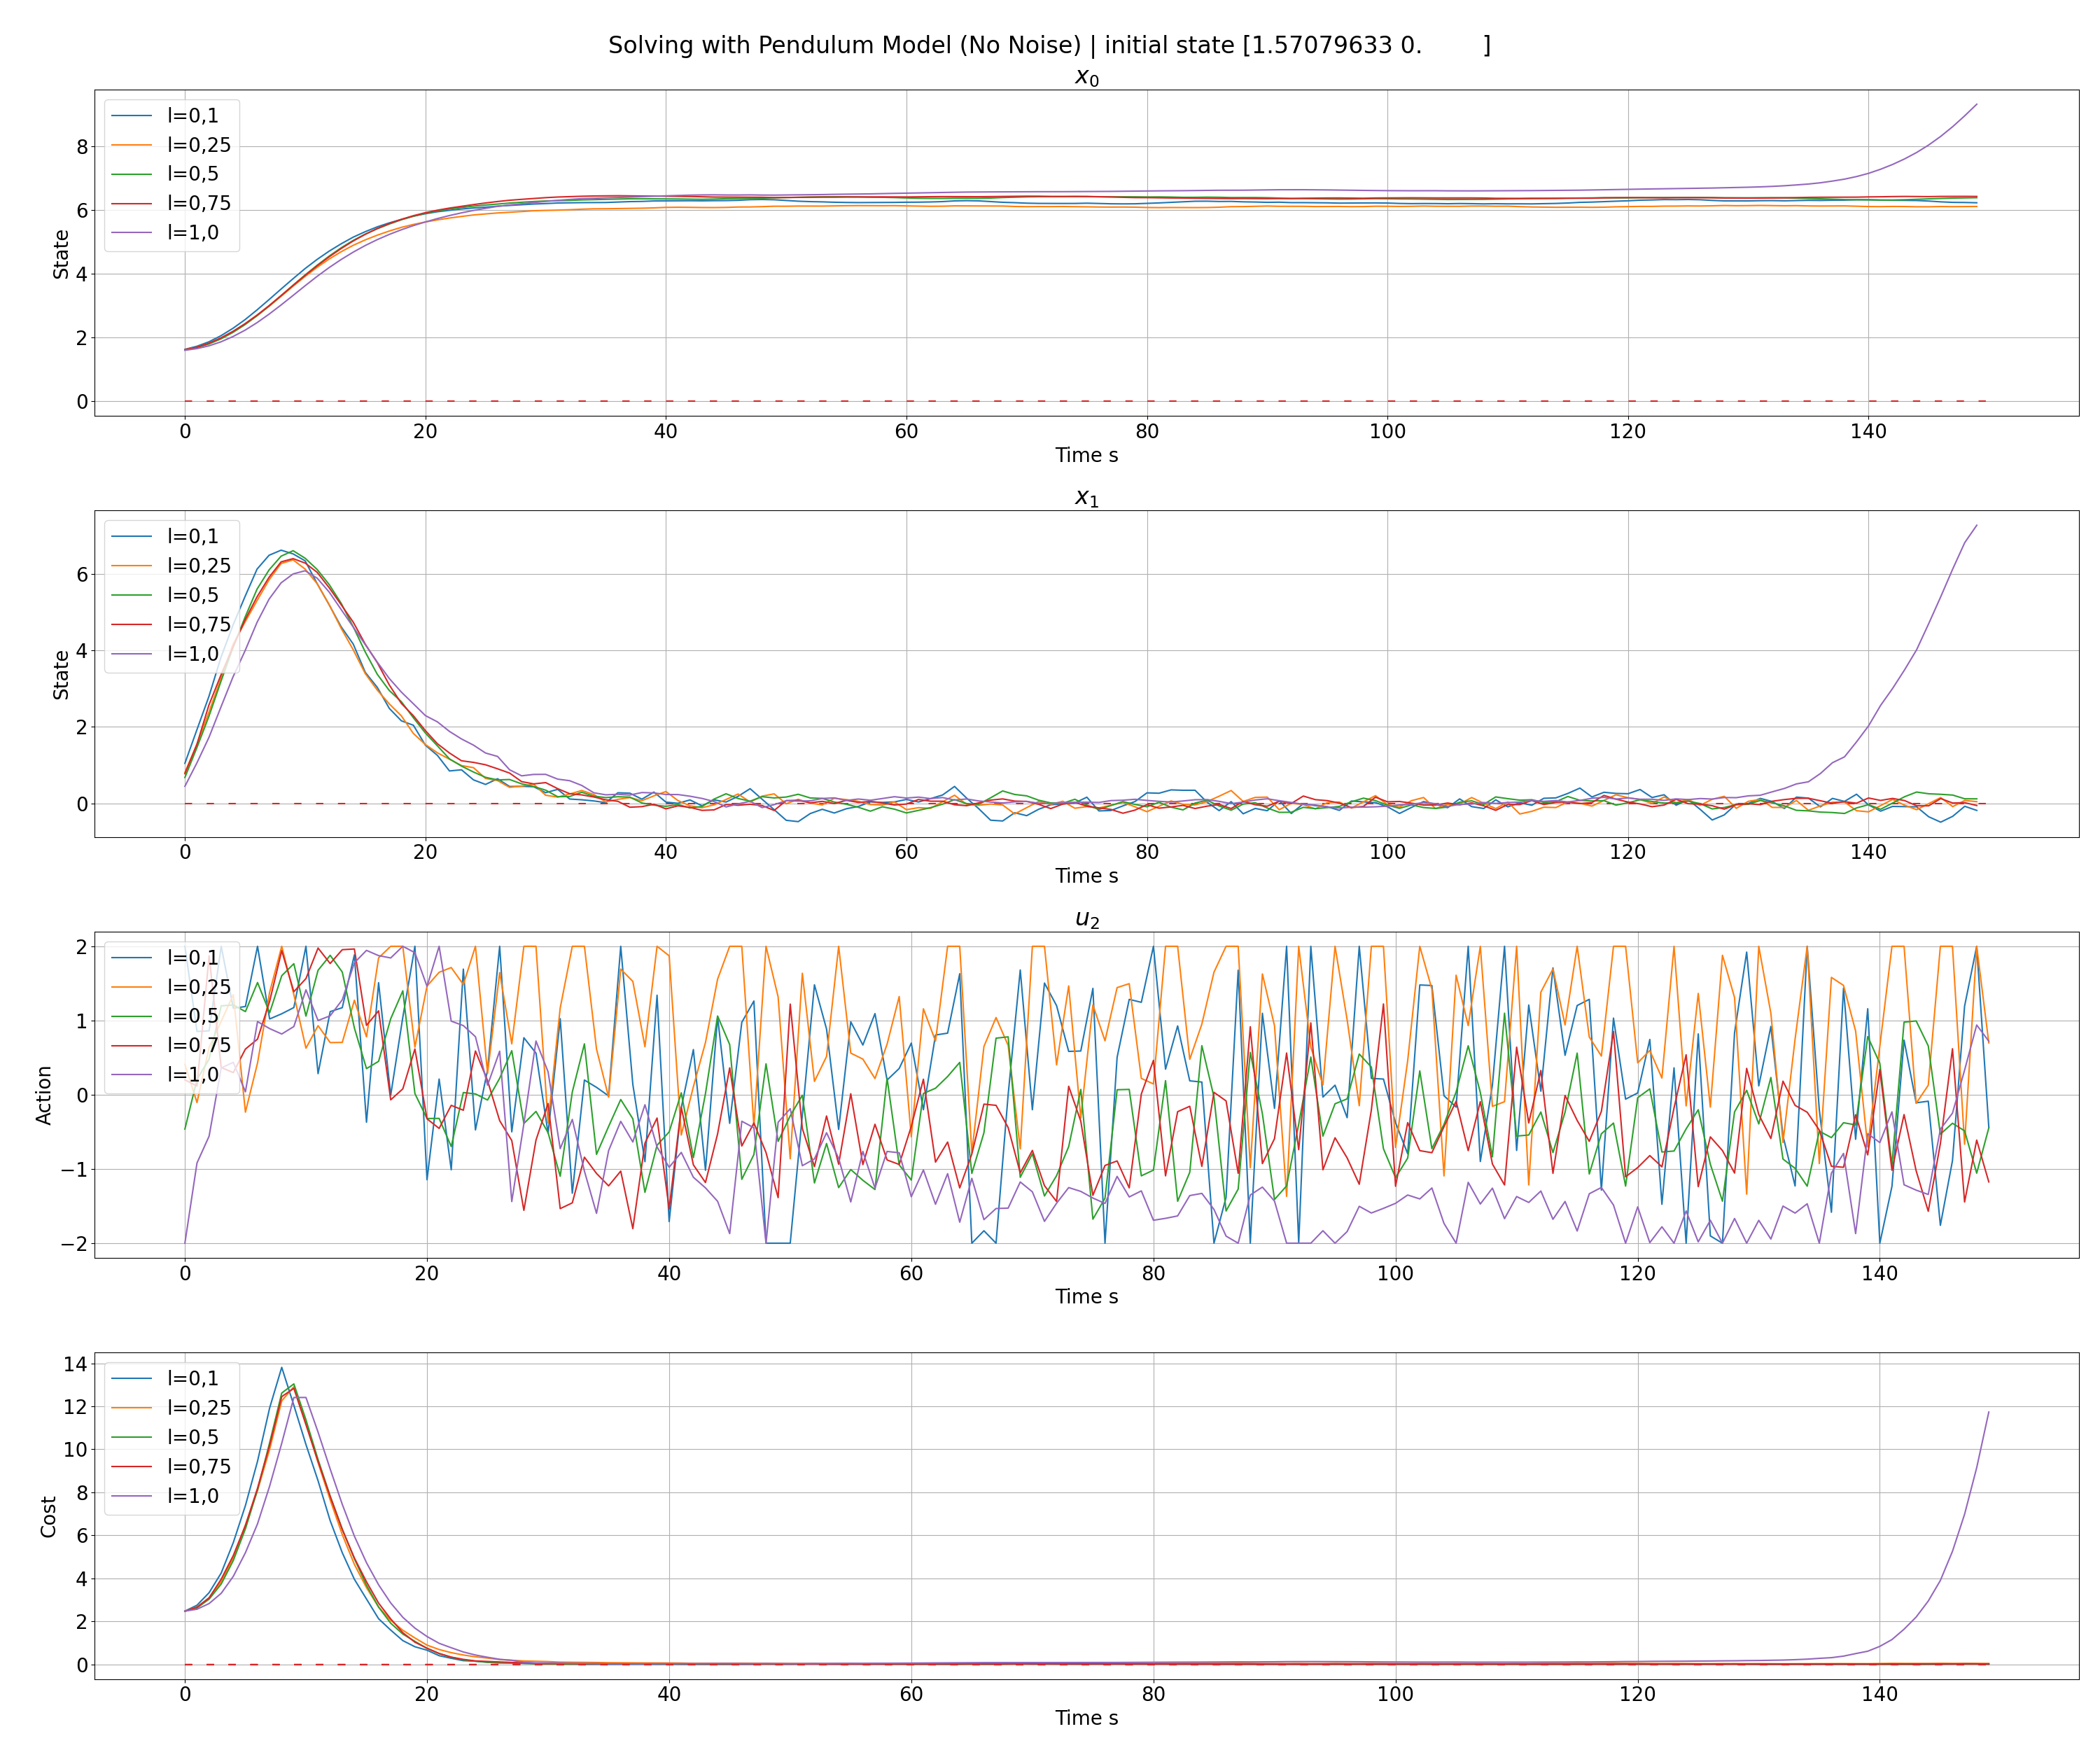 Solving with Pendulum Model (No Noise) | initial state [1.57079633 0.         ]
x₀
l=0,1
l=0,25
l=0,5
l=0,75
l=1,0
State
8
6
4
2
0
0 20 40 60 80 100 120 140
Time s
x₁
l=0,1
l=0,25
l=0,5
l=0,75
l=1,0
State
6
4
2
0
0 20 40 60 80 100 120 140
Time s
u₂
l=0,1
l=0,25
l=0,5
l=0,75
l=1,0
Action
2
1
0
−1
−2
0 20 40 60 80 100 120 140
Time s
l=0,1
l=0,25
l=0,5
l=0,75
l=1,0
Cost
14
12
10
8
6
4
2
0
0 20 40 60 80 100 120 140
Time s